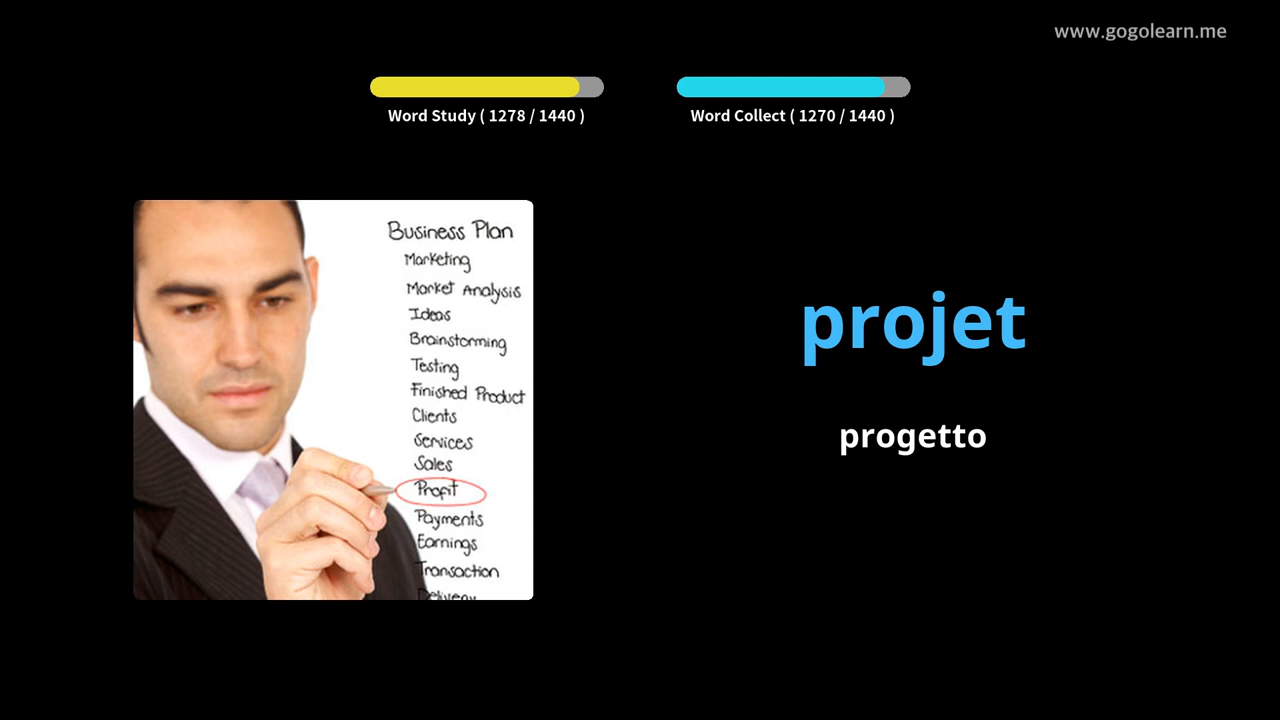 www.gogolearn.me
Word Study ( 1278 / 1440 )
Word Collect ( 1270 / 1440 )
Business Plan
Marketing
Market Analysis
Ideas
Brainstorming
Testing
Finished Product
Clients
Services
Sales
Profit
Payments
Earnings
Transaction
Delivery
projet
progetto